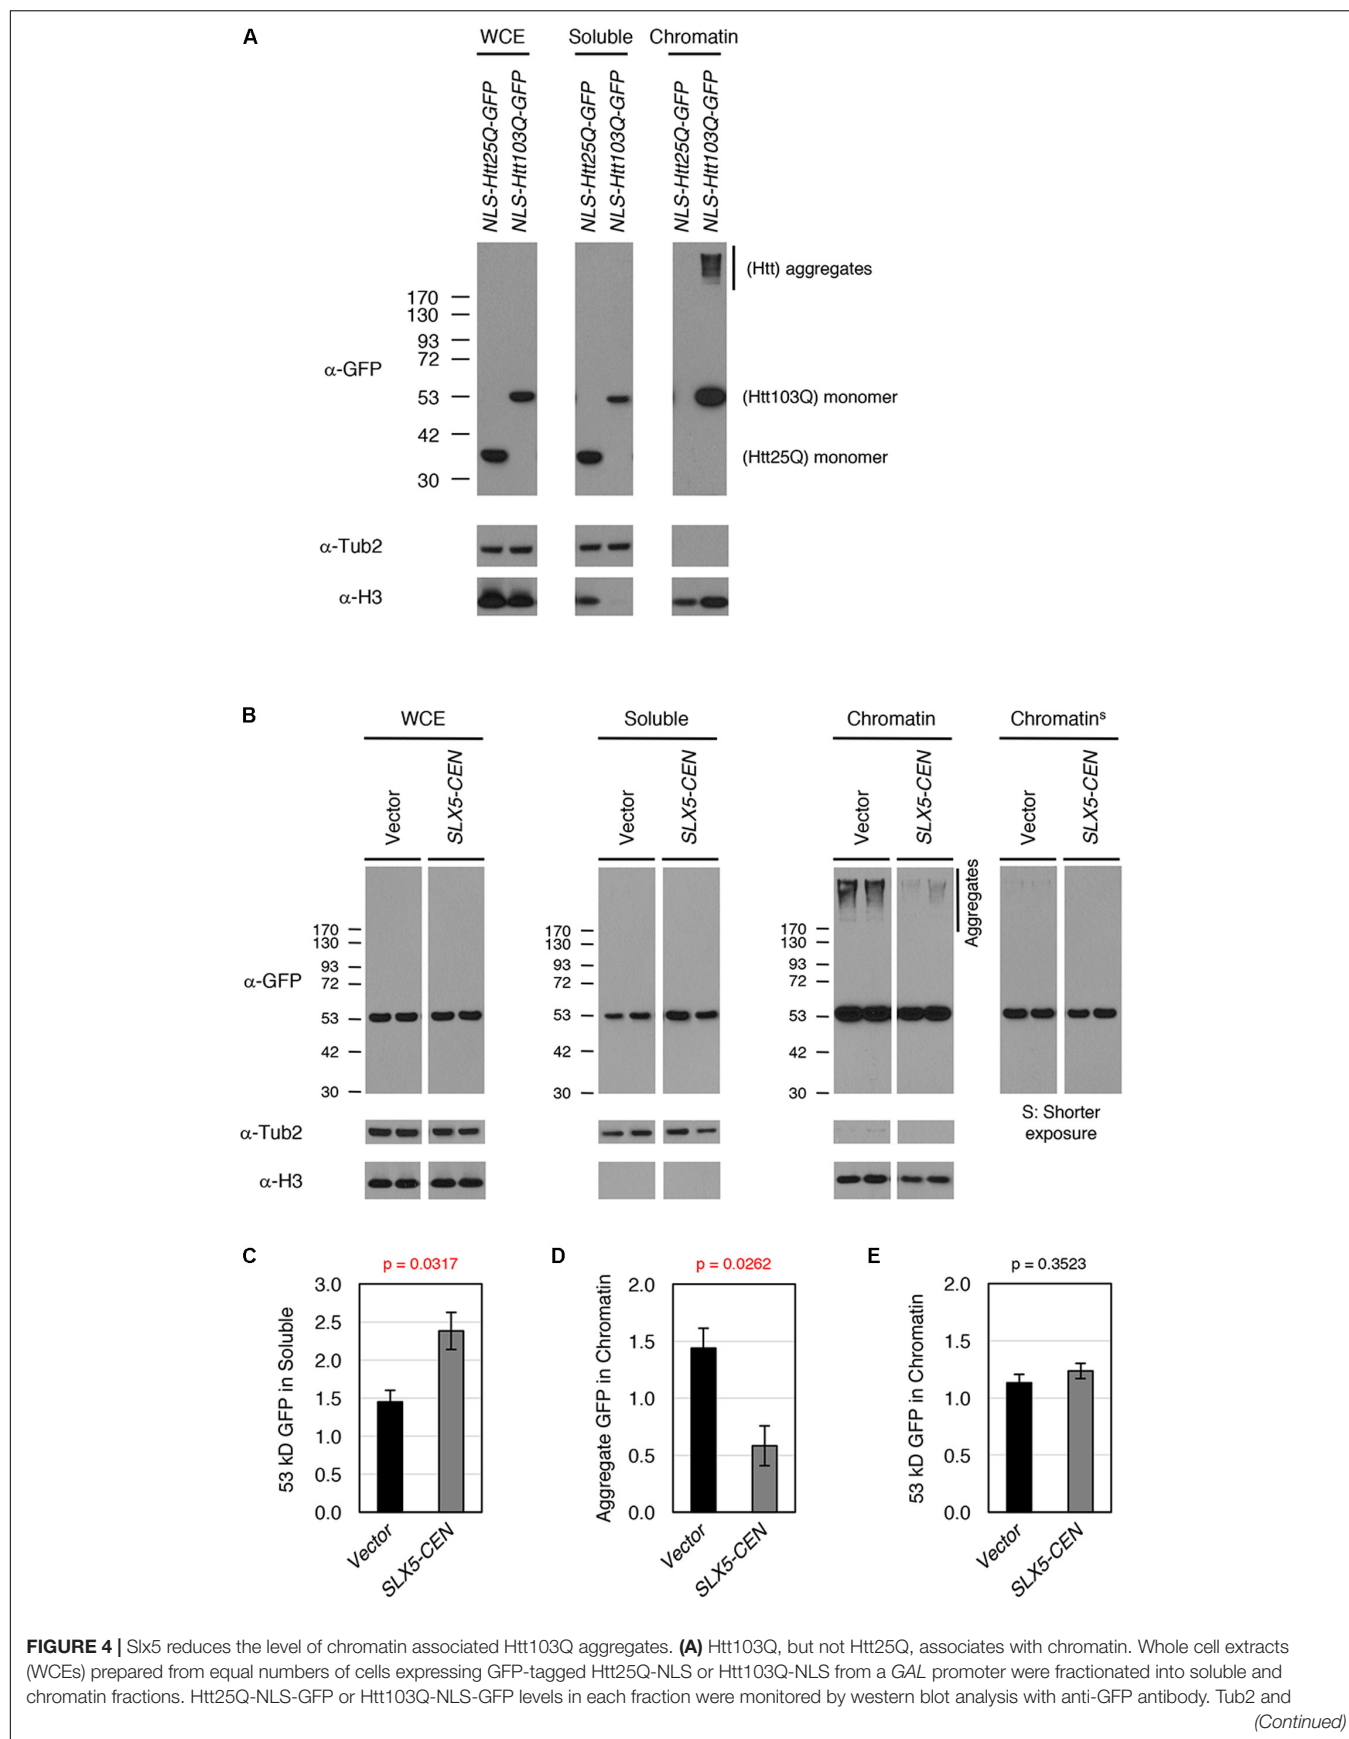 A
WCE Soluble Chromatin
NLS-Htt25Q-GFP NLS-Htt103Q-GFP NLS-Htt25Q-GFP NLS-Htt103Q-GFP NLS-Htt25Q-GFP NLS-Htt103Q-GFP
(Htt) aggregates
170
130
93
72
α-GFP
53 (Htt103Q) monomer
42
(Htt25Q) monomer
30
α-Tub2
α-H3
B
WCE Soluble Chromatin Chromatinˢ
Vector SLX5-CEN Vector SLX5-CEN Vector SLX5-CEN Vector SLX5-CEN
Aggregates
170 170 170
130 130 130
93 93 93
72 72 72
α-GFP
53 53 53
42 42 42
30 30 30
S: Shorter
exposure
α-Tub2
α-H3
C
p = 0.0317
53 kD GFP in Soluble
3.0
2.5
2.0
1.5
1.0
0.5
0.0
Vector SLX5-CEN
D
p = 0.0262
Aggregate GFP in Chromatin
2.0
1.5
1.0
0.5
0.0
Vector SLX5-CEN
E
p = 0.3523
53 kD GFP in Chromatin
2.0
1.5
1.0
0.5
0.0
Vector SLX5-CEN
FIGURE 4 | Slx5 reduces the level of chromatin associated Htt103Q aggregates. (A) Htt103Q, but not Htt25Q, associates with chromatin. Whole cell extracts
(WCEs) prepared from equal numbers of cells expressing GFP-tagged Htt25Q-NLS or Htt103Q-NLS from a GAL promoter were fractionated into soluble and
chromatin fractions. Htt25Q-NLS-GFP or Htt103Q-NLS-GFP levels in each fraction were monitored by western blot analysis with anti-GFP antibody. Tub2 and
(Continued)